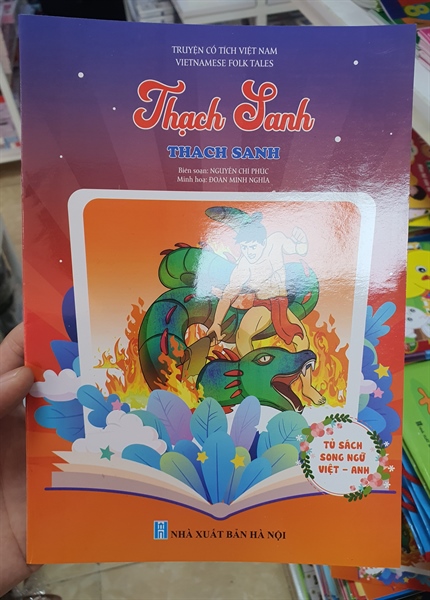 TRUYỆN CỔ TÍCH VIỆT NAM
VIETNAMESE FOLK TALES
Thạch Sanh
THACH SANH
Biên soạn: NGUYỄN CHÍ PHÚC
Minh họa: ĐOÀN MINH NGHĨA
TỦ SÁCH
SONG NGỮ
VIỆT - ANH
NHÀ XUẤT BẢN HÀ NỘI